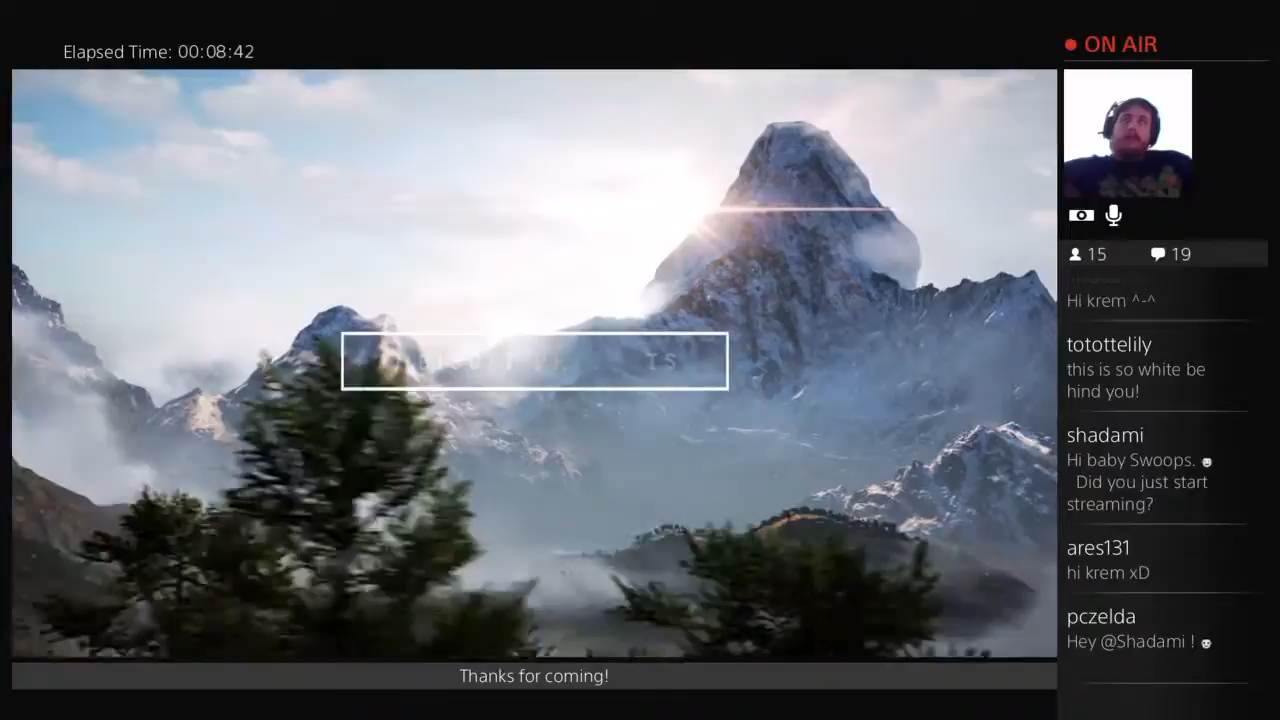 Elapsed Time: 00:08:42
ON AIR
15 19
Hi krem ^-^
totottelily
this is so white be
hind you!
shadami
Hi baby Swoops.
Did you just start
streaming?
ares131
hi krem xD
pczelda
Hey @Shadami !
Thanks for coming!